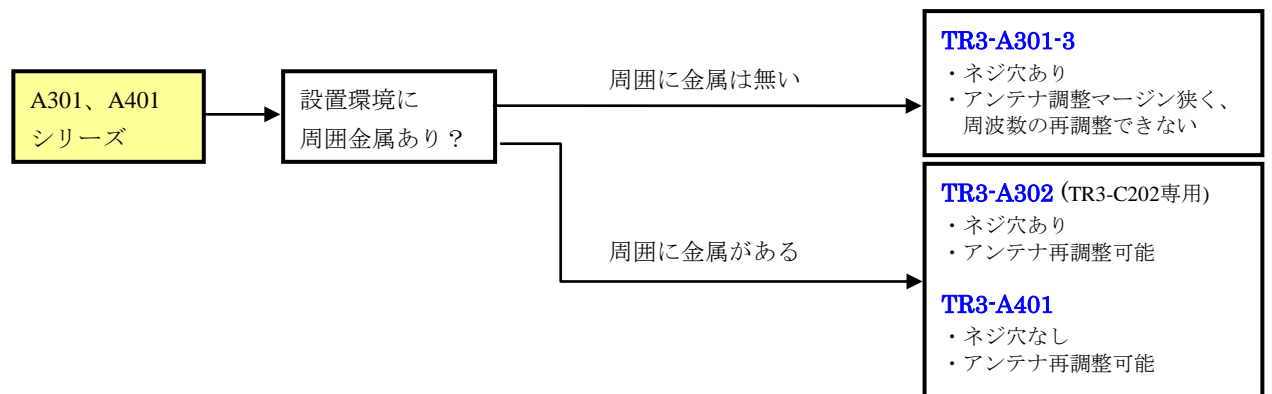 A301、A401
シリーズ
設置環境に
周囲金属あり？
周囲に金属は無い
TR3-A301-3
・ネジ穴あり
・アンテナ調整マージン狭く、
周波数の再調整できない
周囲に金属がある
TR3-A302 (TR3-C202専用)
・ネジ穴あり
・アンテナ再調整可能
TR3-A401
・ネジ穴なし
・アンテナ再調整可能